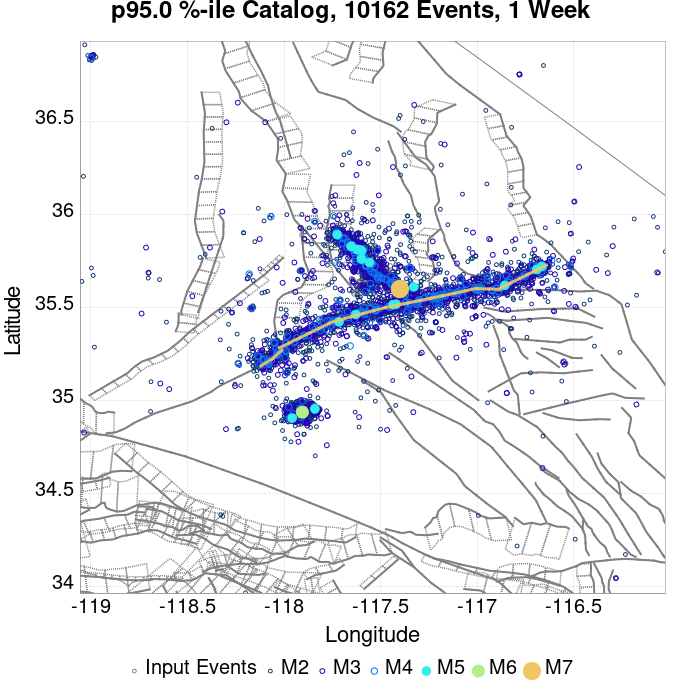 p95.0 %-ile Catalog, 10162 Events, 1 Week
36.5
36
35.5
35
34.5
34
Latitude
-119 -118.5 -118 -117.5 -117 -116.5
Longitude
Input Events M2 M3 M4 M5 M6 M7